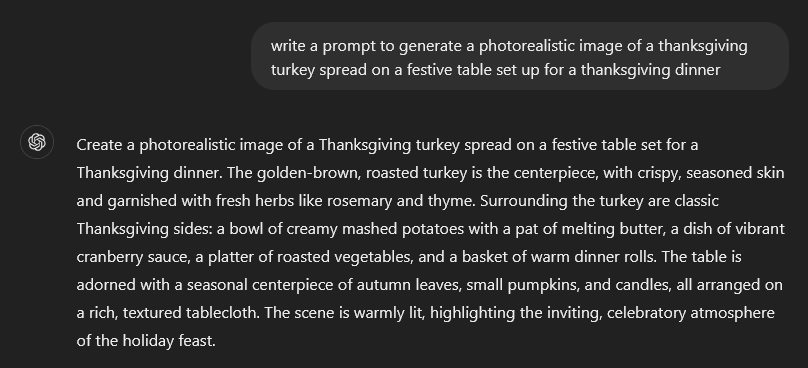 write a prompt to generate a photorealistic image of a thanksgiving
turkey spread on a festive table set up for a thanksgiving dinner
Create a photorealistic image of a Thanksgiving turkey spread on a festive table set for a
Thanksgiving dinner. The golden-brown, roasted turkey is the centerpiece, with crispy, seasoned skin
and garnished with fresh herbs like rosemary and thyme. Surrounding the turkey are classic
Thanksgiving sides: a bowl of creamy mashed potatoes with a pat of melting butter, a dish of vibrant
cranberry sauce, a platter of roasted vegetables, and a basket of warm dinner rolls. The table is
adorned with a seasonal centerpiece of autumn leaves, small pumpkins, and candles, all arranged on
a rich, textured tablecloth. The scene is warmly lit, highlighting the inviting, celebratory atmosphere
of the holiday feast.